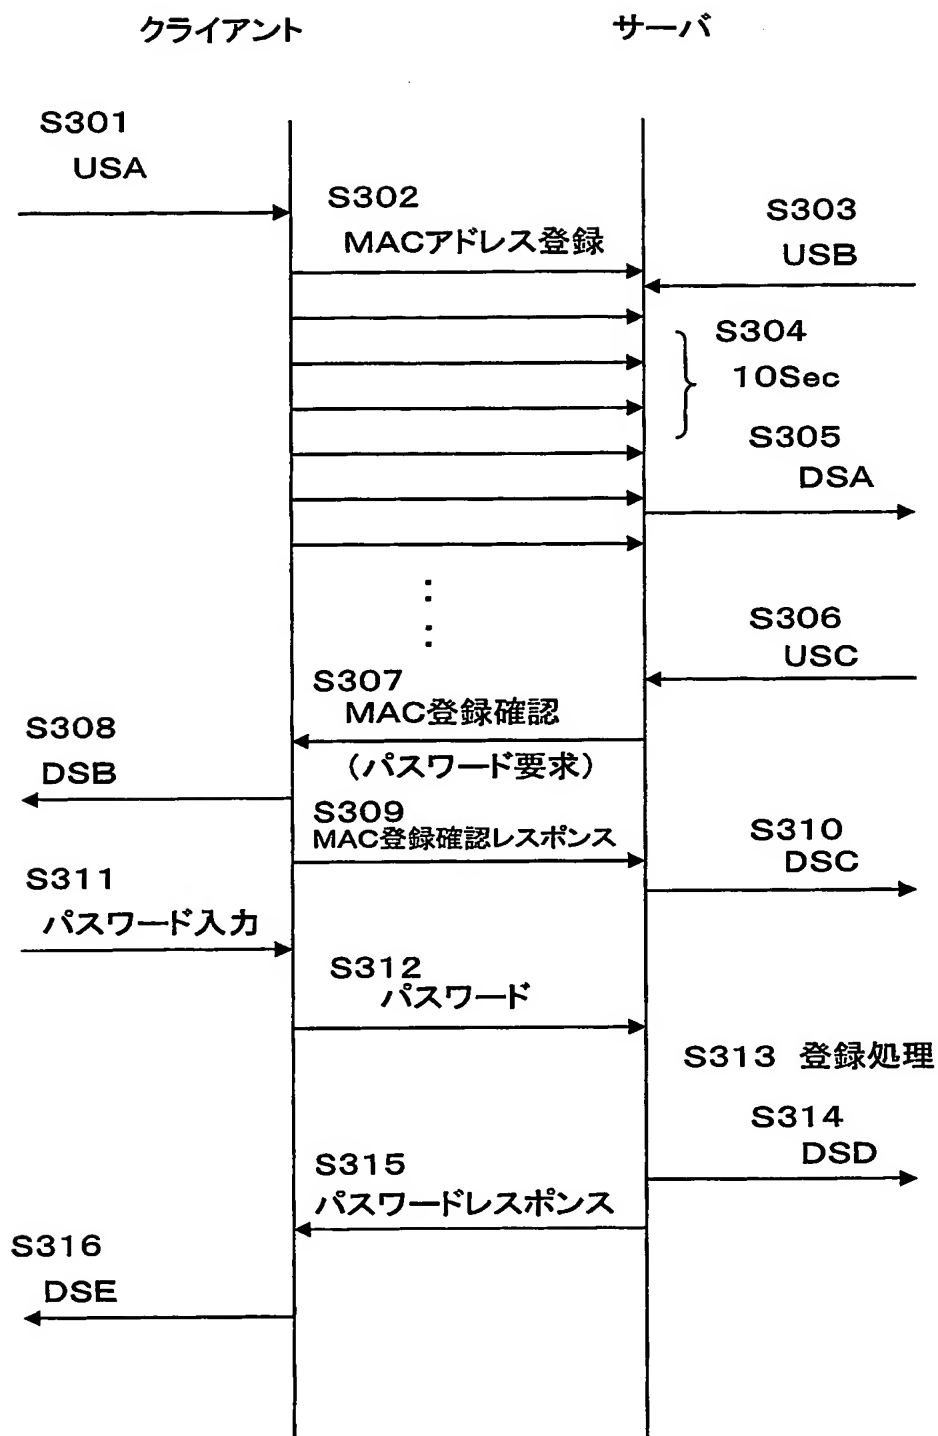 クライアント
サーバ
S301
USA
S302
MACアドレス登録
S303
USB
S304
10Sec
S305
DSA
S306
USC
S307
MAC登録確認
(パスワード要求)
S308
DSB
S309
MAC登録確認レスポンス
S310
DSC
S311
パスワード入力
S312
パスワード
S313 登録処理
S314
DSD
S315
パスワードレスポンス
S316
DSE